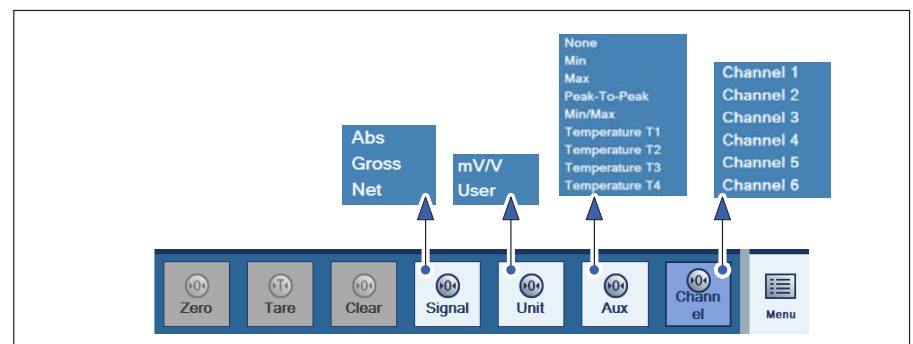 None
Min
Max
Peak-To-Peak
Min/Max
Temperature T1
Temperature T2
Temperature T3
Temperature T4
Channel 1
Channel 2
Channel 3
Channel 4
Channel 5
Channel 6
Abs
Gross
Net
mV/V
User
Zero
Tare
Clear
Signal
Unit
Aux
Chann
el
Menu